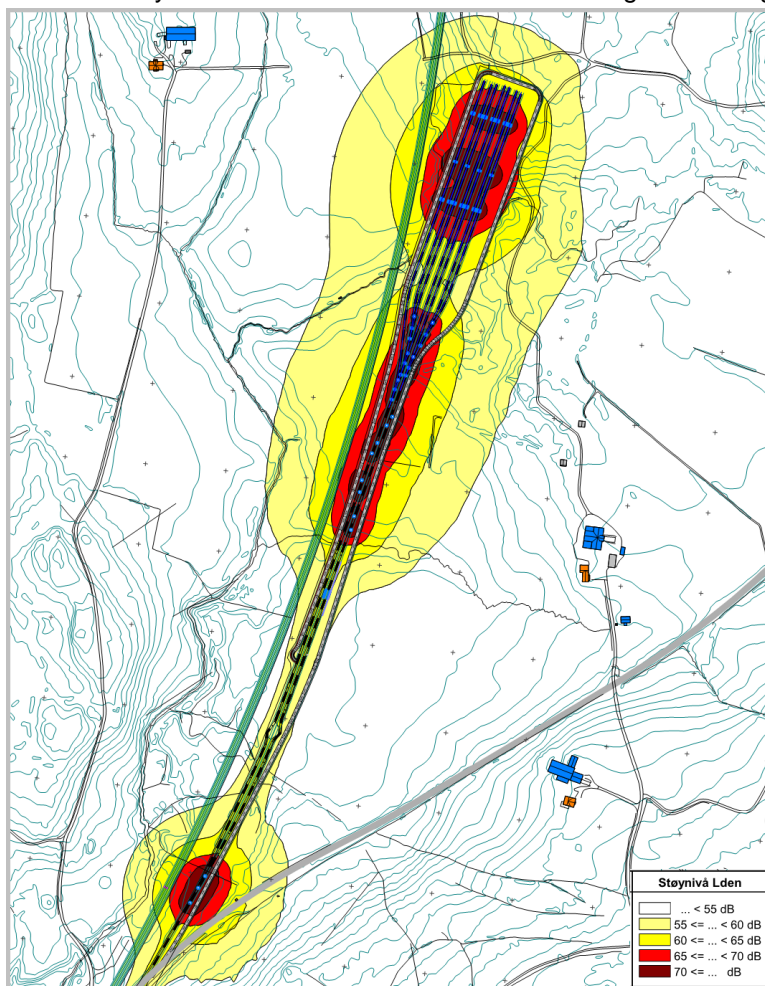 Støynivå Lden
... < 55 dB
55 <= ... < 60 dB
60 <= ... < 65 dB
65 <= ... < 70 dB
70 <= ... dB